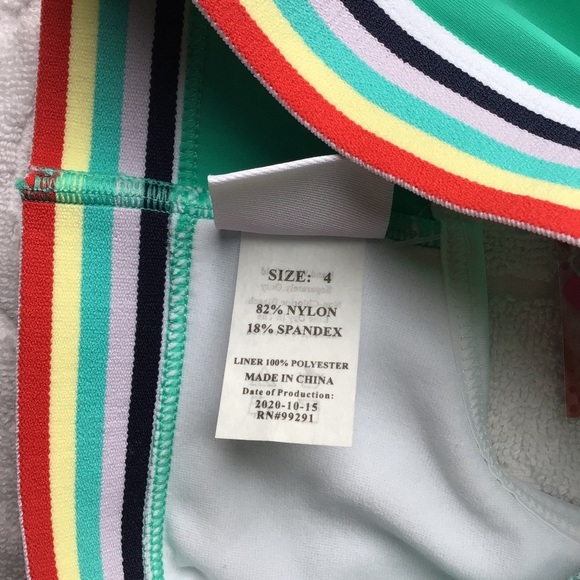 SIZE: 4
82% NYLON
18% SPANDEX
LINER 100% POLYESTER
MADE IN CHINA
Date of Production:
2020-10-15
RN#99291